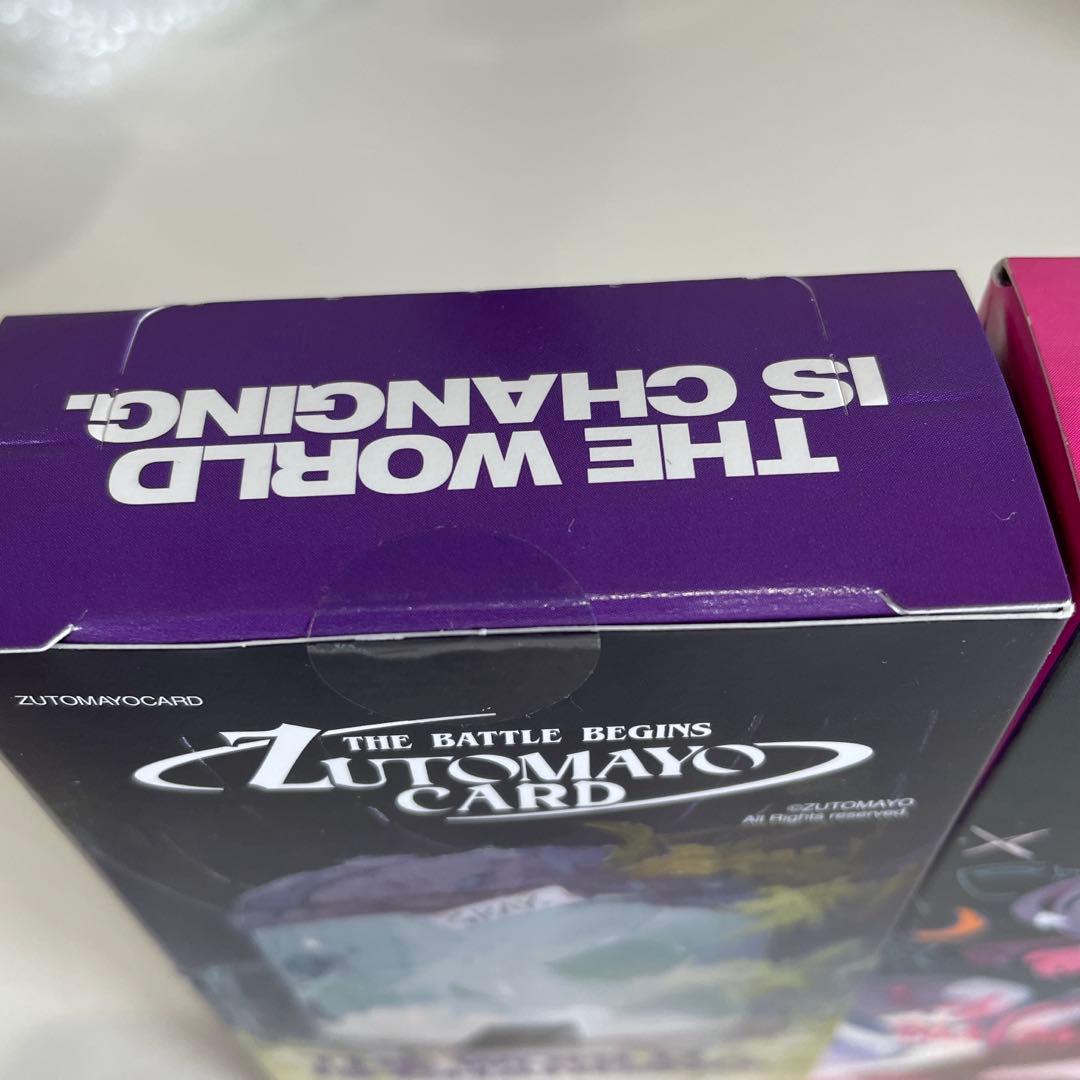 THE WORLD
IS CHANGING.
ZUTOMAYOCARD
THE BATTLE BEGINS
ZUTOMAYO
CARD
©ZUTOMAYO
All Rights reserved.